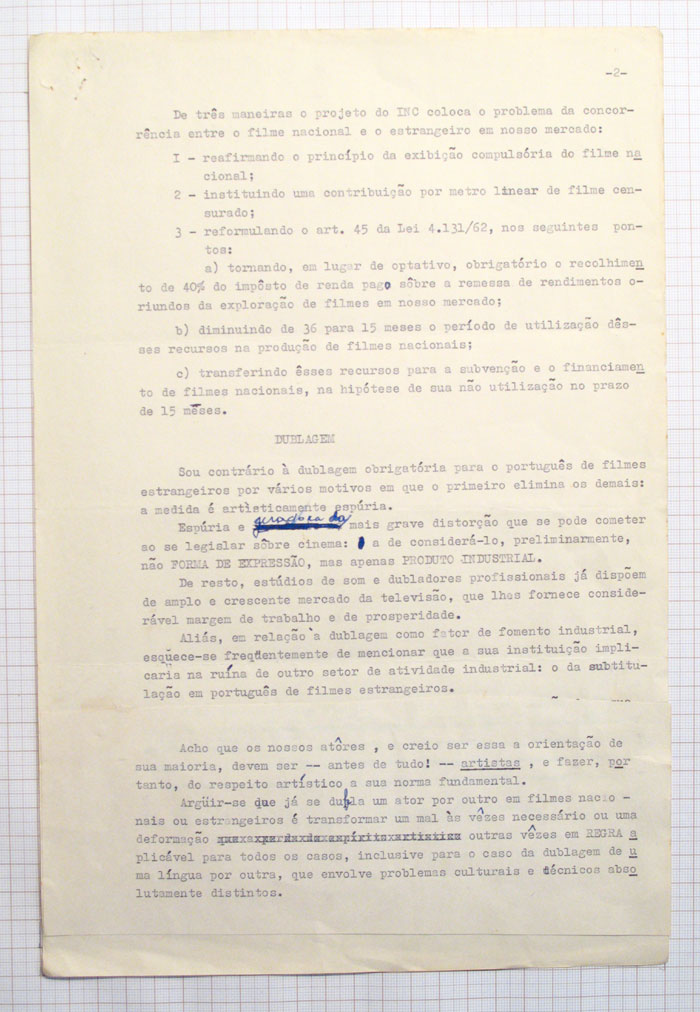 -2-
De três maneiras o projeto do INC coloca o problema da concor-
rência entre o filme nacional e o estrangeiro em nosso mercado:
I - reafirmando o princípio da exibição compulsória do filme na
cional;
2 - instituindo uma contribuição por metro linear de filme cen-
surado;
3 - reformulando o art. 45 da Lei 4.131/62, nos seguintes pon-
tos:
a) tornando, em lugar de optativo, obrigatório o recolhimen
to de 40% do impôsto de renda pago sôbre a remessa de rendimentos o-
riundos da exploração de filmes em nosso mercado;
b) diminuindo de 36 para 15 meses o período de utilização dês-
ses recursos na produção de filmes nacionais;
c) transferindo êsses recursos para a subvenção e o financiamen
to de filmes nacionais, na hipótese de sua não utilização no prazo
de 15 meses.
DUBLAGEM
Sou contrário à dublagem obrigatória para o português de filmes
estrangeiros por vários motivos em que o primeiro elimina os demais:
a medida é artìsticamente espúria.
Espúria e geradora da mais grave distorção que se pode cometer
ao se legislar sôbre cinema: a de considerá-lo, preliminarmente,
não FORMA DE EXPRESSÃO, mas apenas PRODUTO INDUSTRIAL.
De resto, estúdios de som e dubladores profissionais já dispõem
de amplo e crescente mercado da televisão, que lhes fornece conside-
rável margem de trabalho e de prosperidade.
Aliás, em relação à dublagem como fator de fomento industrial,
esqüece-se freqüentemente de mencionar que a sua instituição impli-
caria na ruína de outro setor de atividade industrial: o da subtitu-
lação em português de filmes estrangeiros.
Acho que os nossos atôres , e creio ser essa a orientação de
sua maioria, devem ser -- antes de tudo! -- artistas , e fazer, por
tanto, do respeito artístico a sua norma fundamental.
Argüir-se que já se dubla um ator por outro em filmes nacio -
nais ou estrangeiros é transformar um mal às vêzes necessário ou uma
deformação outras vêzes em REGRA a
plicável para todos os casos, inclusive para o caso da dublagem de u
ma língua por outra, que envolve problemas culturais e técnicos abso
lutamente distintos.